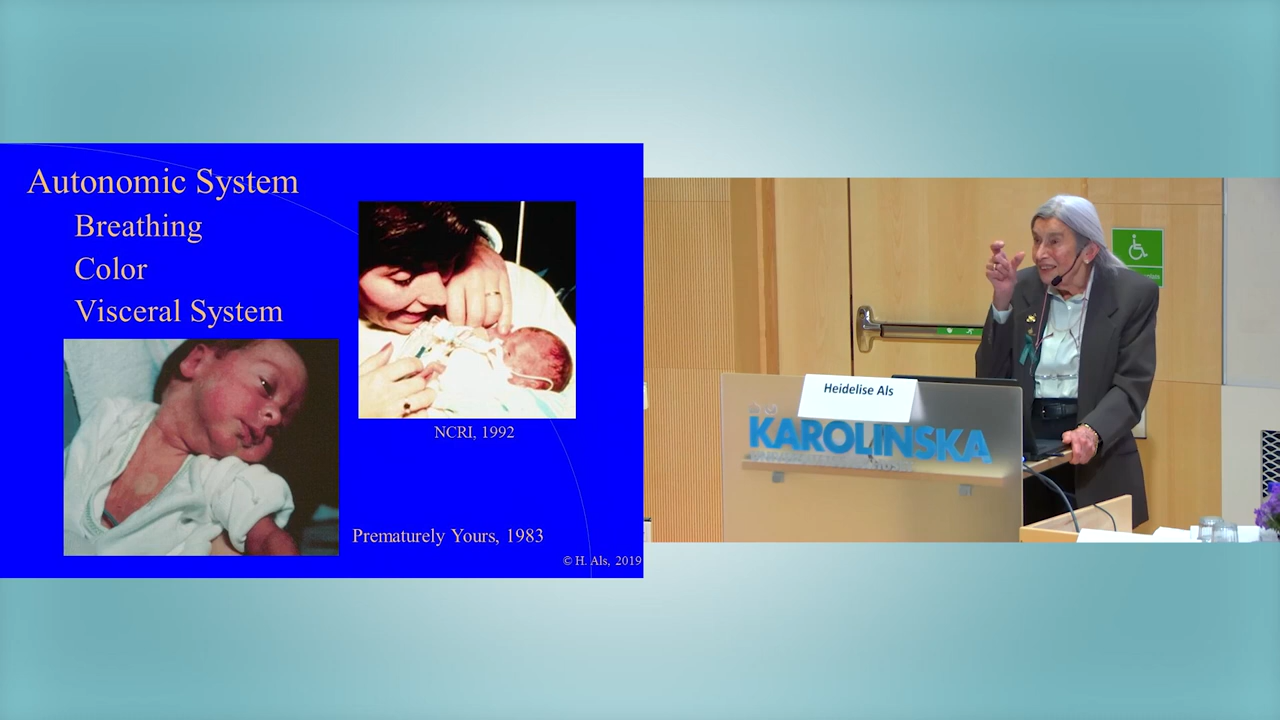 Autonomic System
Breathing
Color
Visceral System
NCRI, 1992
Prematurely Yours, 1983
© H. Als, 2019
Heidelise Als
KAROLINSKA